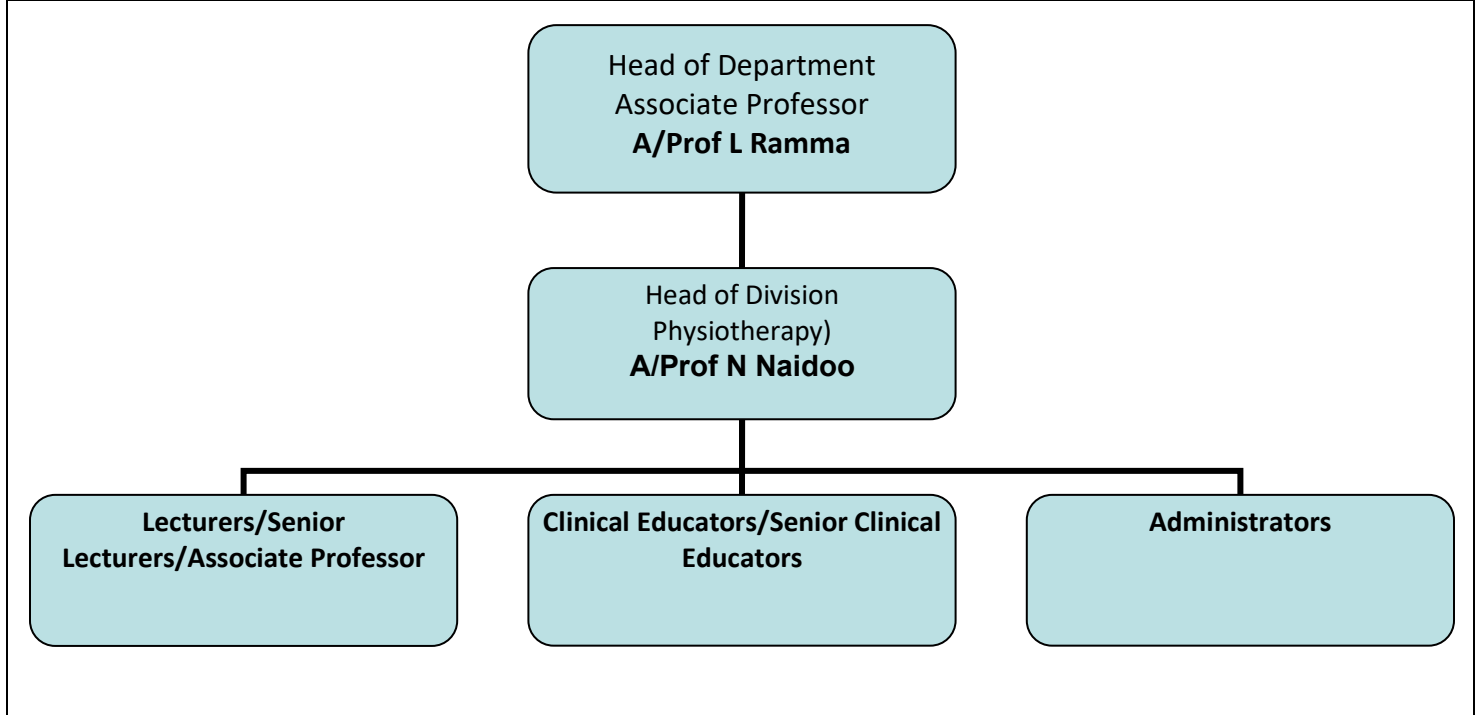 Head of Department
Associate Professor
A/Prof L Ramma
Head of Division
Physiotherapy)
A/Prof N Naidoo
Lecturers/Senior
Lecturers/Associate Professor
Clinical Educators/Senior Clinical
Educators
Administrators